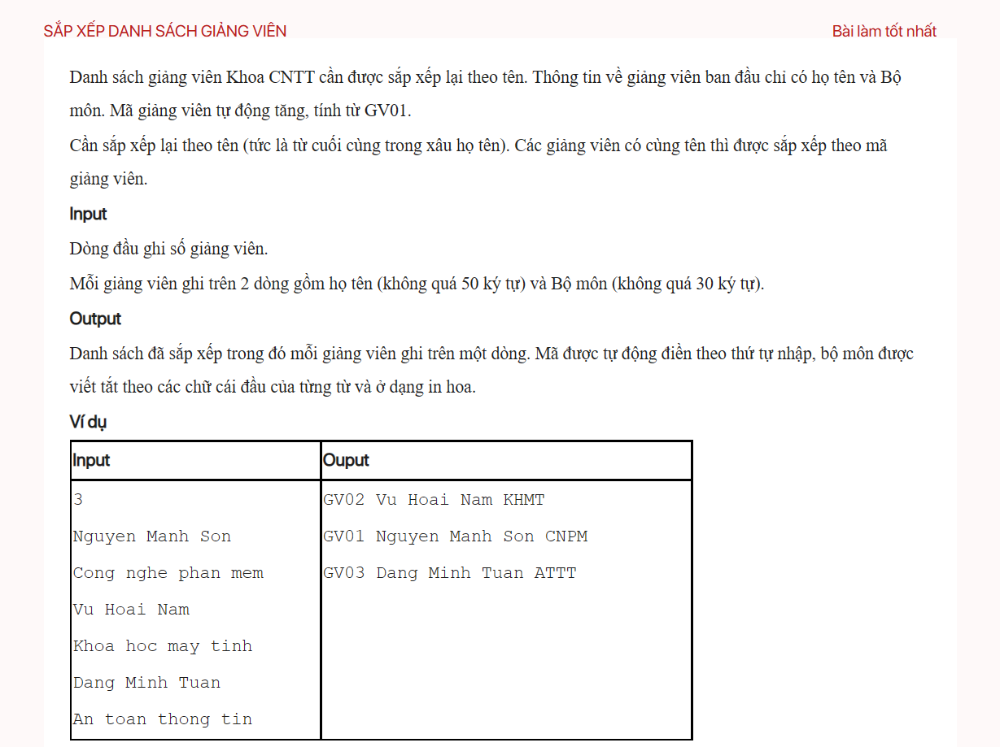 SẮP XẾP DANH SÁCH GIẢNG VIÊN
Bài làm tốt nhất
Danh sách giảng viên Khoa CNTT cần được sắp xếp lại theo tên. Thông tin về giảng viên ban đầu chỉ có họ tên và Bộ
môn. Mã giảng viên tự động tăng, tính từ GV01.
Cần sắp xếp lại theo tên (tức là từ cuối cùng trong xâu họ tên). Các giảng viên có cùng tên thì được sắp xếp theo mã
giảng viên.
Input
Dòng đầu ghi số giảng viên.
Mỗi giảng viên ghi trên 2 dòng gồm họ tên (không quá 50 ký tự) và Bộ môn (không quá 30 ký tự).
Output
Danh sách đã sắp xếp trong đó mỗi giảng viên ghi trên một dòng. Mã được tự động điền theo thứ tự nhập, bộ môn được
viết tắt theo các chữ cái đầu của từng từ và ở dạng in hoa.
Ví dụ
Input
Ouput
3
Nguyen Manh Son
Cong nghe phan mem
Vu Hoai Nam
Khoa hoc may tinh
Dang Minh Tuan
An toan thong tin
GV02 Vu Hoai Nam KHMT
GV01 Nguyen Manh Son CNPM
GV03 Dang Minh Tuan ATTT